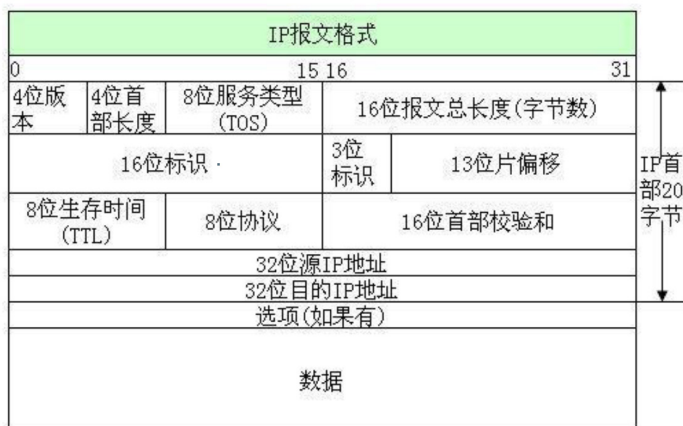 IP报文格式
0 15 16 31
4位版本 4位首部长度 8位服务类型(TOS) 16位报文总长度(字节数)
16位标识 3位标识 13位片偏移
8位生存时间(TTL) 8位协议 16位首部校验和
32位源IP地址
32位目的IP地址
选项(如果有)
数据
IP首部20字节